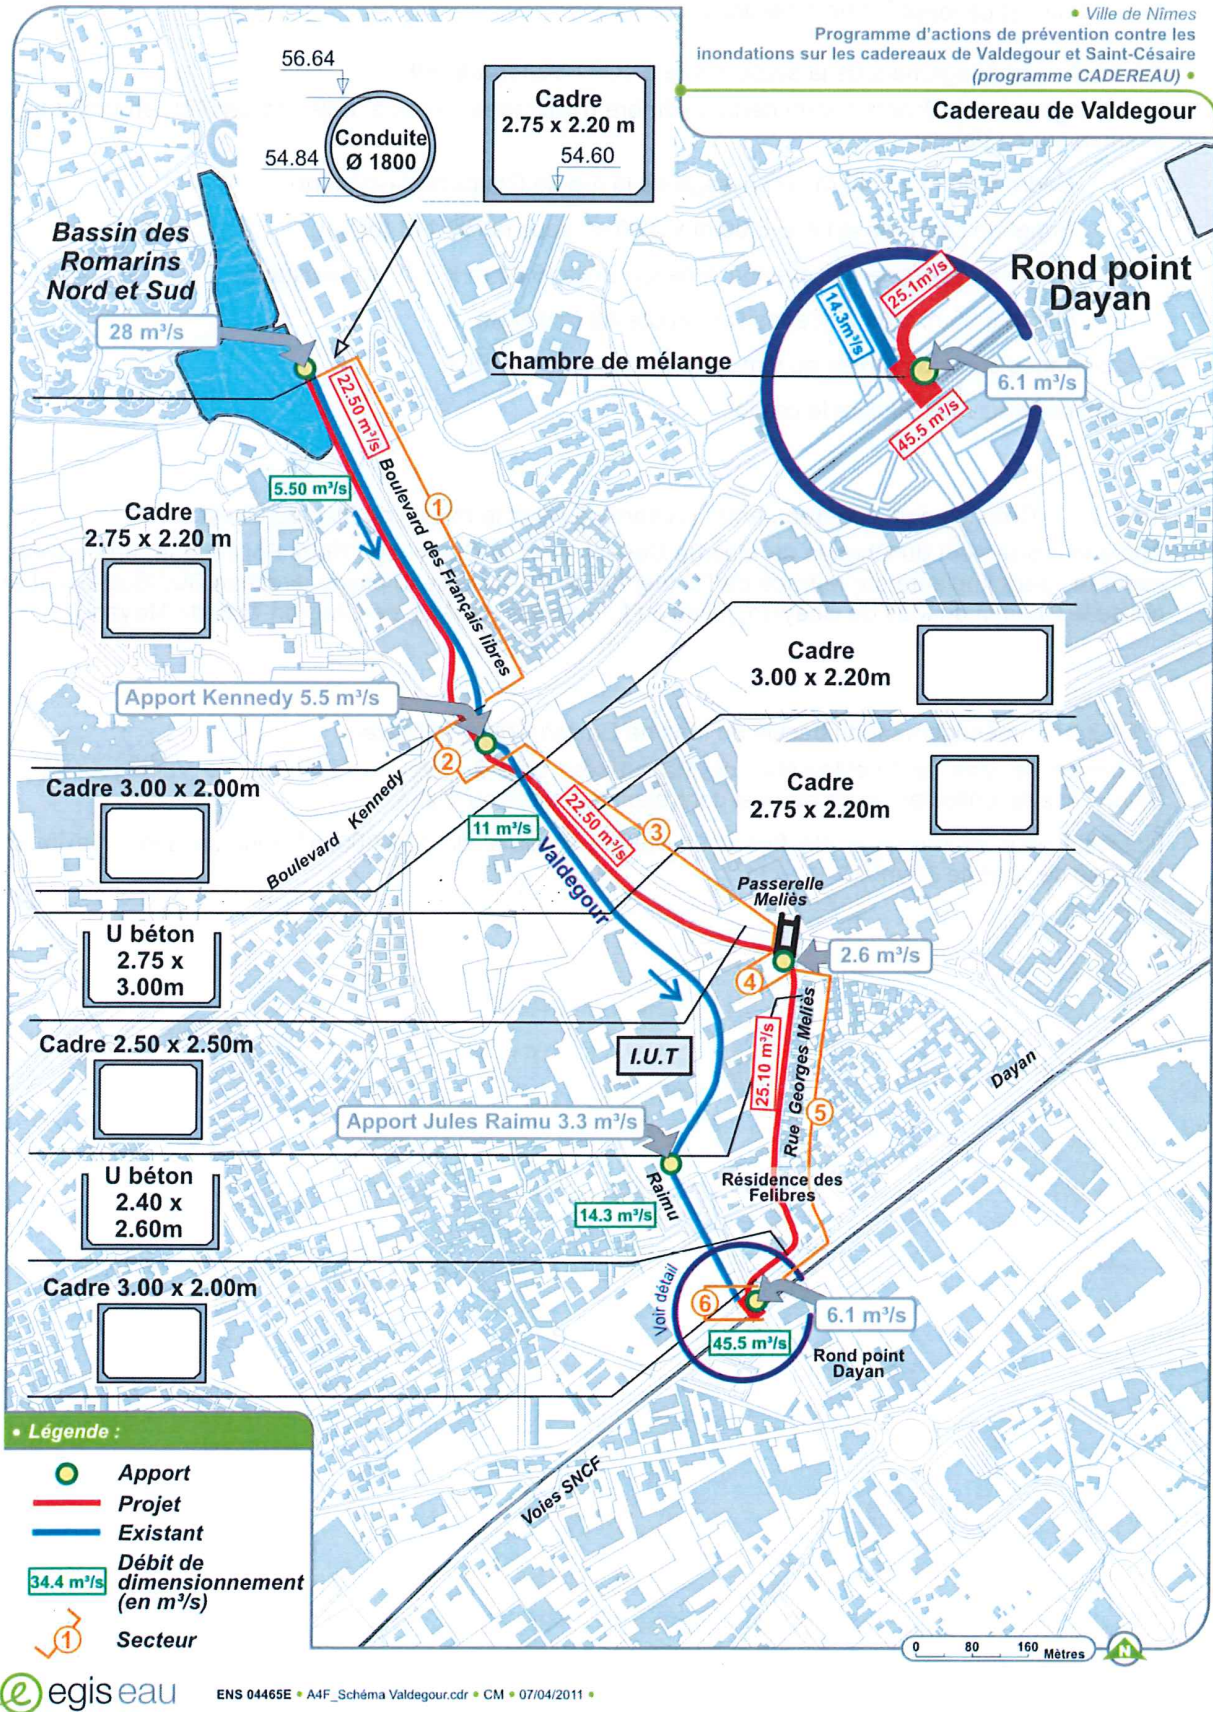 • Ville de Nîmes
Programme d'actions de prévention contre les
inondations sur les cadereaux de Valdegour et Saint-Césaire
(programme CADEREAU) •
Cadereau de Valdegour
56.64
Conduite
Ø 1800
54.84
Cadre
2.75 x 2.20 m
54.60
Bassin des
Romarins
Nord et Sud
28 m³/s
Rond point
Dayan
25.1m³/s
14.3m³/s
Chambre de mélange
6.1 m³/s
45.5 m³/s
22.50 m³/s
5.50 m³/s
Boulevard des Français libres
1
Cadre
2.75 x 2.20 m
Cadre
3.00 x 2.20m
Apport Kennedy 5.5 m³/s
2
Boulevard Kennedy
Cadre 3.00 x 2.00m
Cadre
2.75 x 2.20m
22.50 m³/s
3
11 m³/s
Valdegour
Passerelle
Meliès
U béton
2.75 x
3.00m
2.6 m³/s
4
Cadre 2.50 x 2.50m
I.U.T
25.10 m³/s
Rue Georges Meliès
5
Dayan
Apport Jules Raimu 3.3 m³/s
U béton
2.40 x
2.60m
Raimu
Résidence des
Felibres
14.3 m³/s
Cadre 3.00 x 2.00m
Voir détail
6
6.1 m³/s
45.5 m³/s
Rond point
Dayan
Voies SNCF
• Légende :
Apport
Projet
Existant
34.4 m³/s
Débit de
dimensionnement
(en m³/s)
1
Secteur
0 80 160 Mètres
N
e egis eau
ENS 04465E • A4F_Schéma Valdegour.cdr • CM • 07/04/2011 •